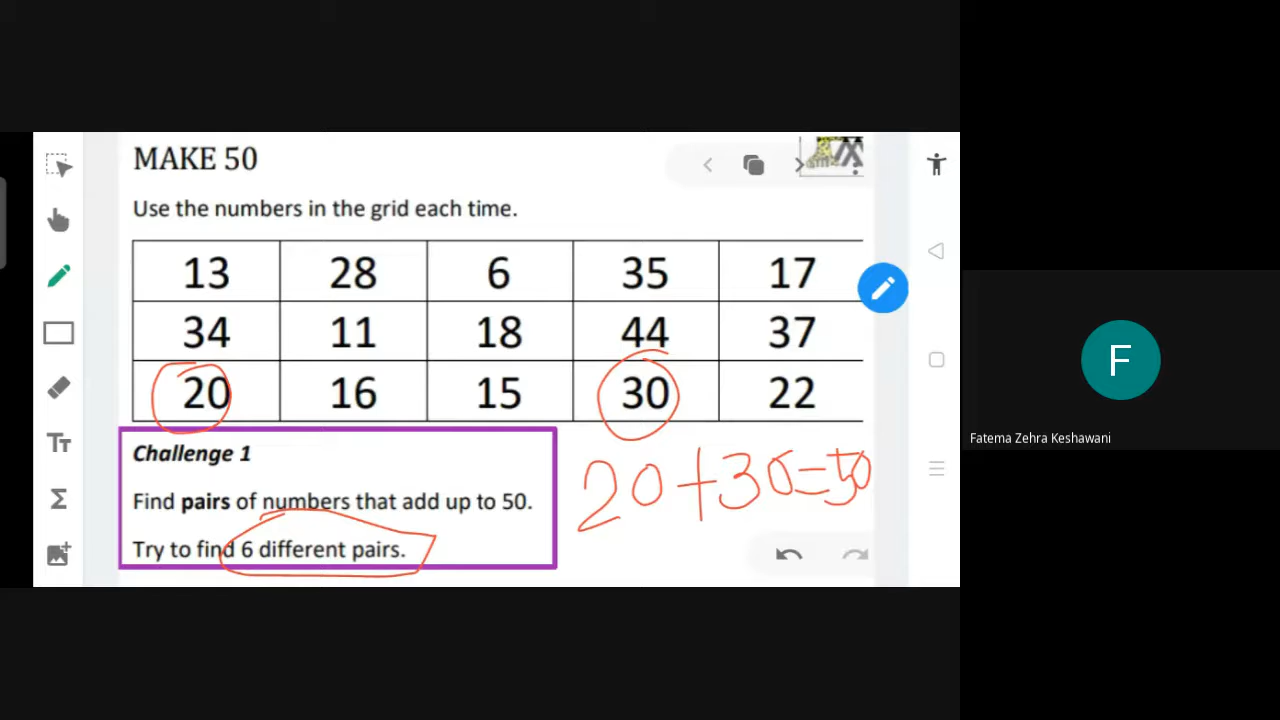 MAKE 50
Use the numbers in the grid each time.
13 28 6 35 17
34 11 18 44 37
20 16 15 30 22
Challenge 1
Find pairs of numbers that add up to 50.
Try to find 6 different pairs.
20+30=50
Tт
Σ
F
Fatema Zehra Keshawani